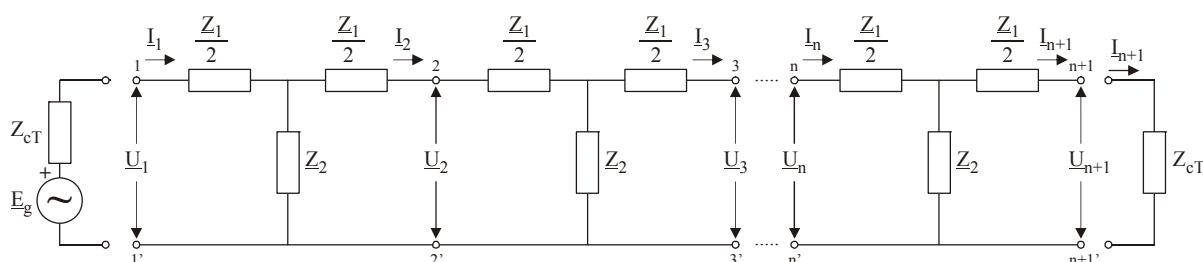 I1 Z1/2 Z1/2 I2 Z1/2 Z1/2 I3 In Z1/2 Z1/2 In+1 In+1
1 2 3 ..... n n+1
ZcT U1 Z2 U2 Z2 U3 Un Z2 Un+1 ZcT
+
Eg ~
1' 2' 3' ..... n' n+1'